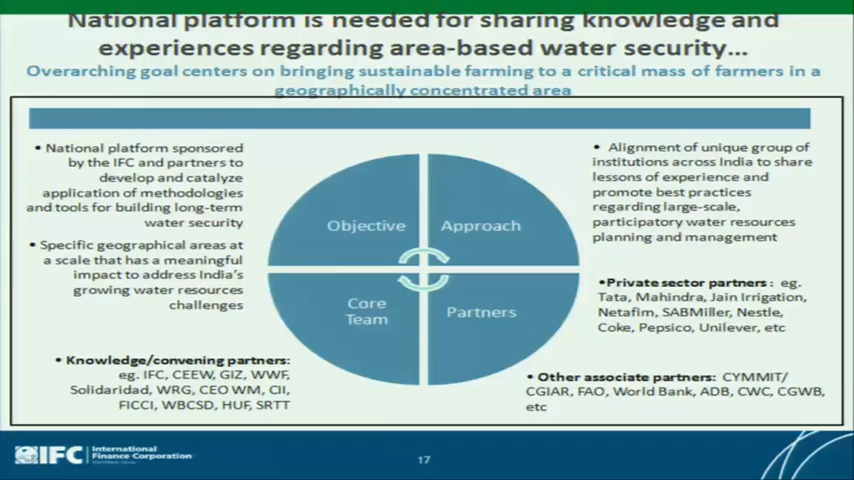 National platform is needed for sharing knowledge and
experiences regarding area-based water security...
Overarching goal centers on bringing sustainable farming to a critical mass of farmers in a
geographically concentrated area
• National platform sponsored
by the IFC and partners to
develop and catalyze
application of methodologies
and tools for building long-term
water security
• Specific geographical areas at
a scale that has a meaningful
impact to address India's
growing water resources
challenges
Objective
Approach
• Alignment of unique group of
institutions across India to share
lessons of experience and
promote best practices
regarding large-scale,
participatory water resources
planning and management
Core
Team
Partners
• Knowledge/convening partners:
eg. IFC, CEEW, GIZ, WWF,
Solidaridad, WRG, CEO WM, CII,
FICCI, WBCSD, HUF, SRTT
• Private sector partners : eg.
Tata, Mahindra, Jain Irrigation,
Netafim, SABMiller, Nestle,
Coke, Pepsico, Unilever, etc
• Other associate partners: CYMMIT/
CGIAR, FAO, World Bank, ADB, CWC, CGWB,
etc
IFC
International
Finance Corporation
17